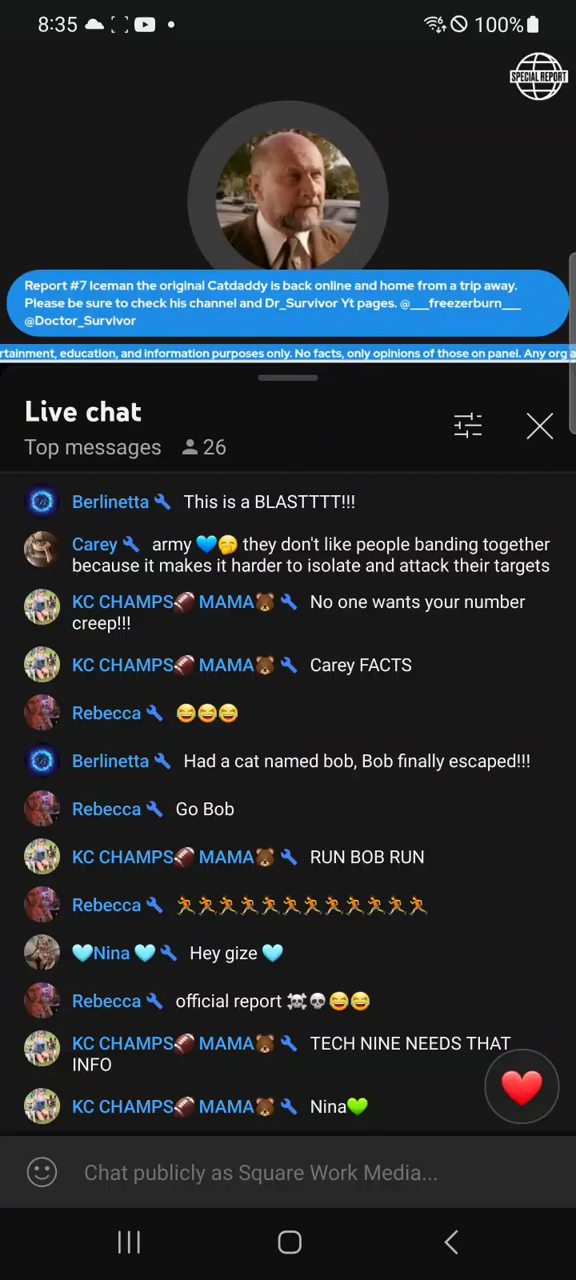 8:35
100%
SPECIAL REPORT
Report #7 Iceman the original Catdaddy is back online and home from a trip away.
Please be sure to check his channel and Dr_Survivor Yt pages. @___freezerburn___
@Doctor_Survivor
rtainment, education, and information purposes only. No facts, only opinions of those on panel. Any org a
Live chat
Top messages 26
Berlinetta 🔧 This is a BLASTTTT!!!
Carey 🔧 army 💙🤭 they don't like people banding together
because it makes it harder to isolate and attack their targets
KC CHAMPS🏈 MAMA🐻 🔧 No one wants your number
creep!!!
KC CHAMPS🏈 MAMA🐻 🔧 Carey FACTS
Rebecca 🔧 😂😂😂
Berlinetta 🔧 Had a cat named bob, Bob finally escaped!!!
Rebecca 🔧 Go Bob
KC CHAMPS🏈 MAMA🐻 🔧 RUN BOB RUN
Rebecca 🔧 🏃🏃🏃🏃🏃🏃🏃🏃🏃🏃🏃🏃
🩵Nina 🩵 🔧 Hey gize 🩵
Rebecca 🔧 official report ☠️💀😂😂
KC CHAMPS🏈 MAMA🐻 🔧 TECH NINE NEEDS THAT
INFO
KC CHAMPS🏈 MAMA🐻 🔧 Nina💚
Chat publicly as Square Work Media...